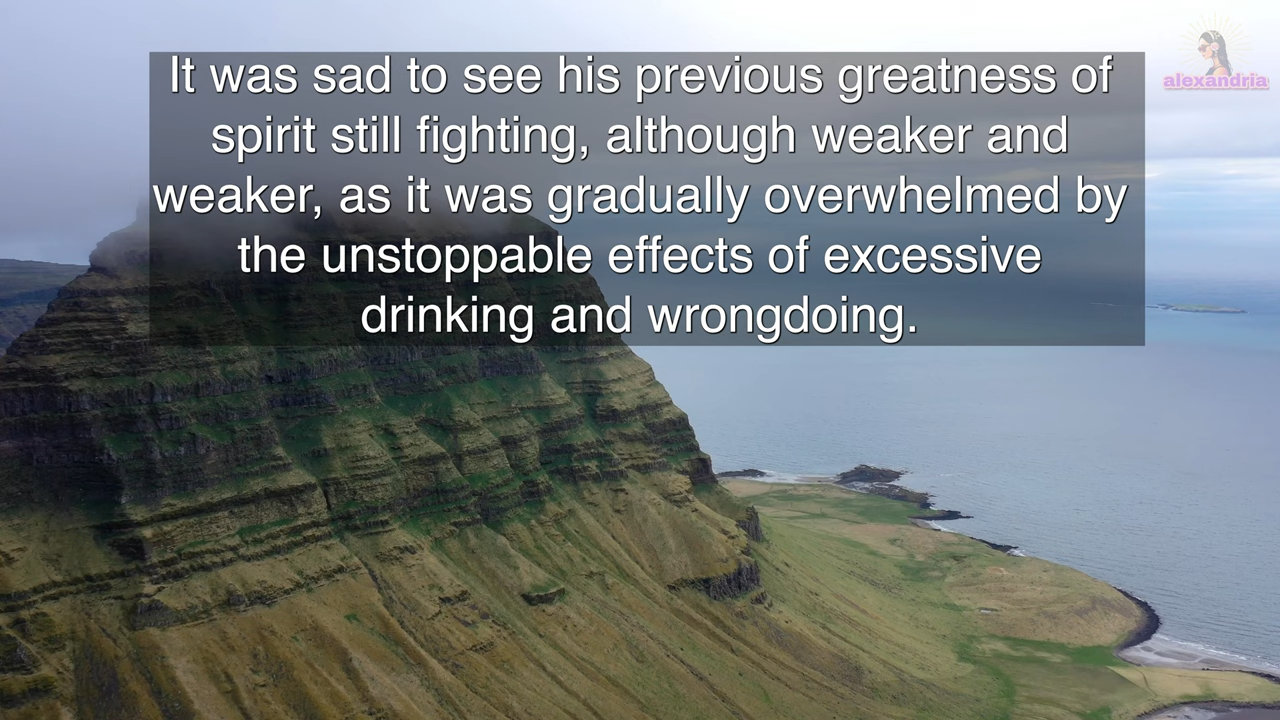 alexandria
It was sad to see his previous greatness of
spirit still fighting, although weaker and
weaker, as it was gradually overwhelmed by
the unstoppable effects of excessive
drinking and wrongdoing.